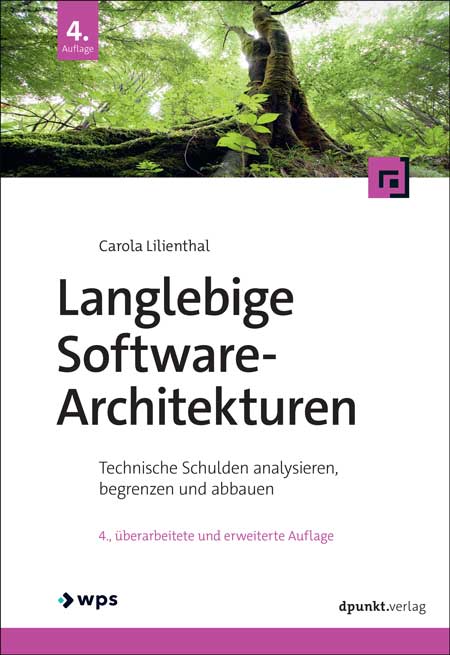 4.
Auflage
Carola Lilienthal
Langlebige
Software-
Architekturen
Technische Schulden analysieren,
begrenzen und abbauen
4., überarbeitete und erweiterte Auflage
wps
dpunkt.verlag